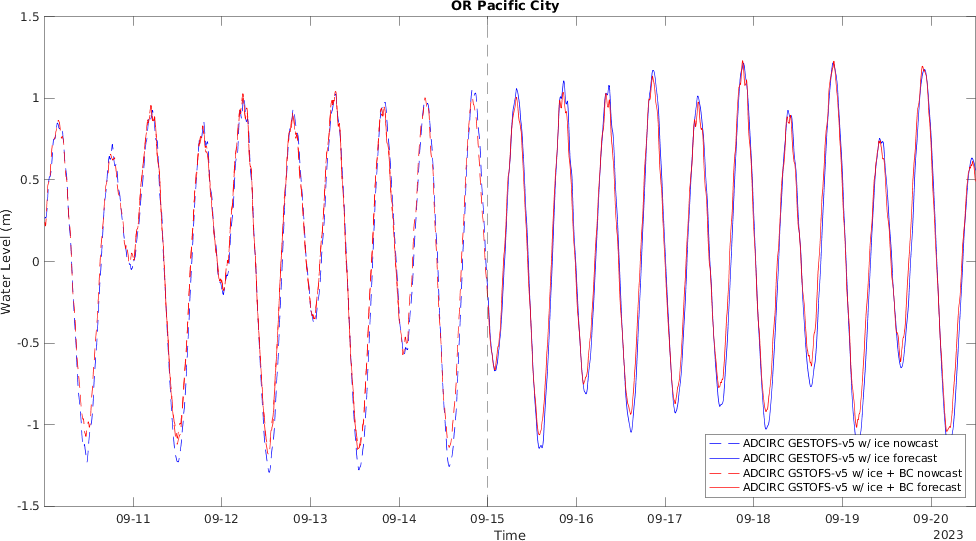 OR Pacific City
1.5
1
0.5
0
-0.5
-1
-1.5
Water Level (m)
09-11 09-12 09-13 09-14 09-15 09-16 09-17 09-18 09-19 09-20
Time
2023
ADCIRC GESTOFS-v5 w/ ice nowcast
ADCIRC GESTOFS-v5 w/ ice forecast
ADCIRC GSTOFS-v5 w/ ice + BC nowcast
ADCIRC GSTOFS-v5 w/ ice + BC forecast